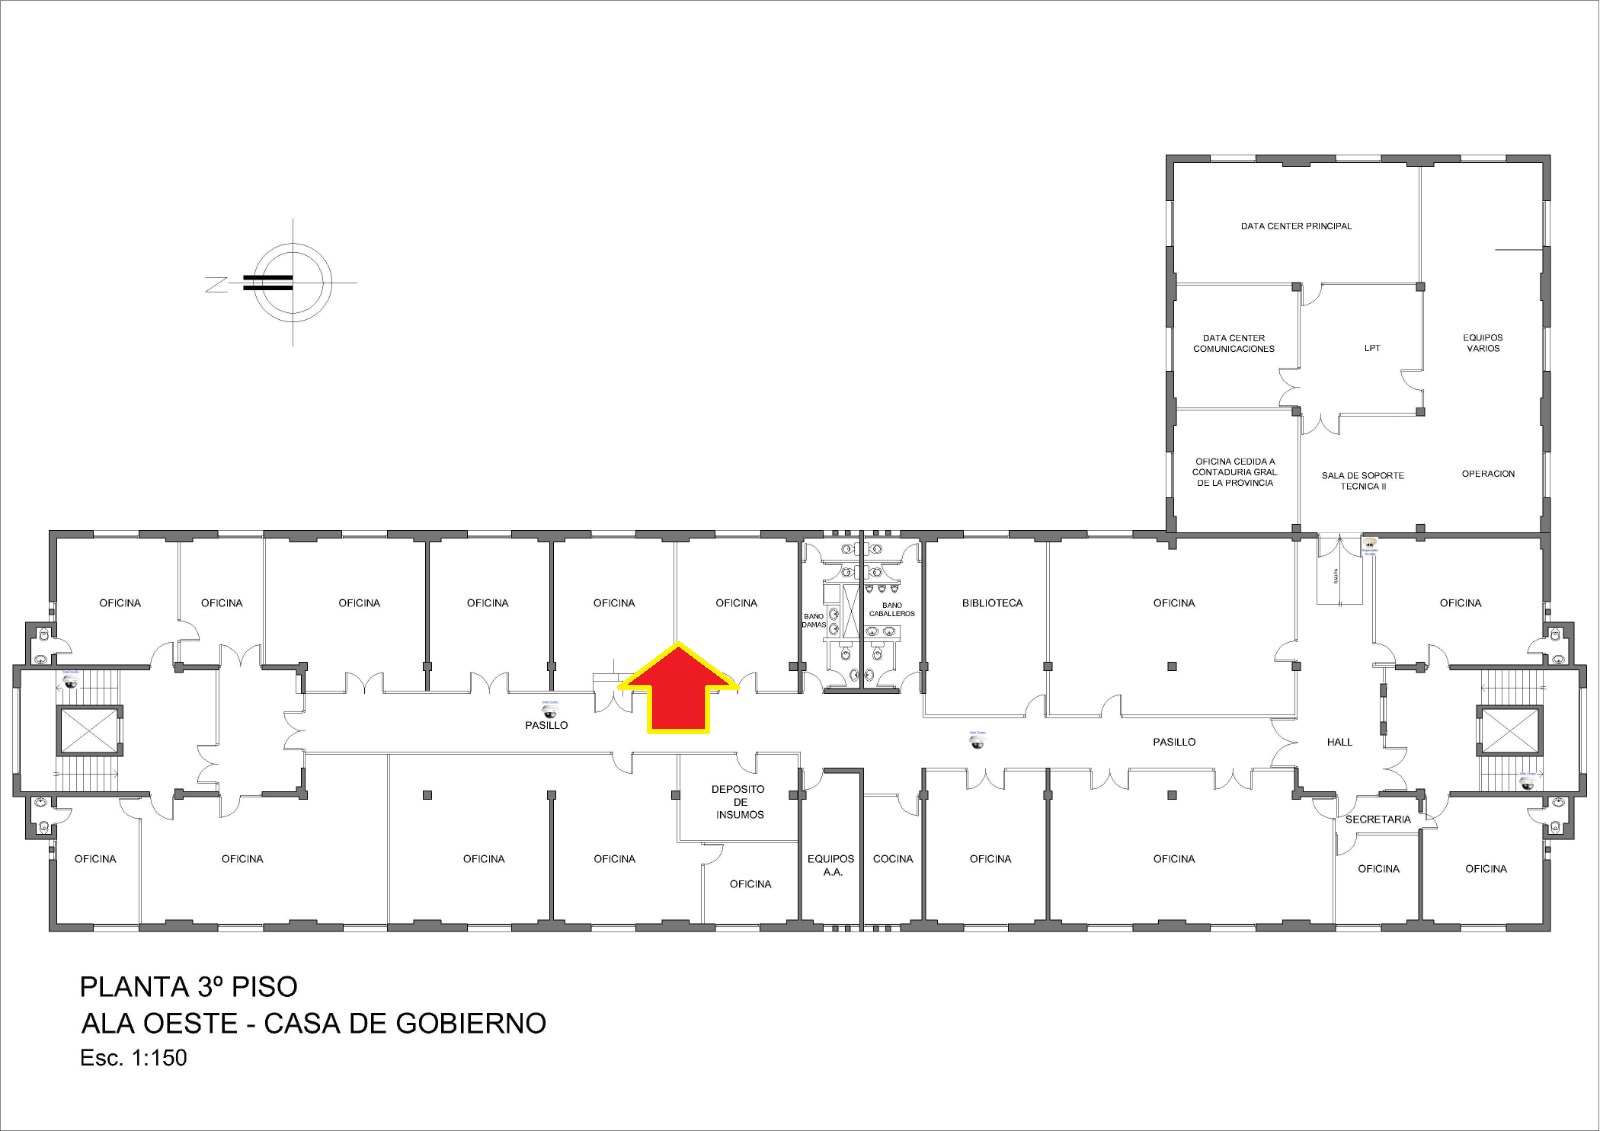 DATA CENTER PRINCIPAL
N
DATA CENTER
COMUNICACIONES
LPT
EQUIPOS
VARIOS
OFICINA CEDIDA A
CONTADURIA GRAL.
DE LA PROVINCIA
SALA DE SOPORTE
TECNICA II
OPERACION
OFICINA
OFICINA
OFICINA
OFICINA
OFICINA
OFICINA
BAÑO
DAMAS
BAÑO
CABALLEROS
BIBLIOTECA
OFICINA
OFICINA
PASILLO
PASILLO
HALL
DEPOSITO
DE
INSUMOS
SECRETARIA
OFICINA
OFICINA
OFICINA
OFICINA
OFICINA
EQUIPOS
A.A.
COCINA
OFICINA
OFICINA
OFICINA
OFICINA
PLANTA 3º PISO
ALA OESTE - CASA DE GOBIERNO
Esc. 1:150